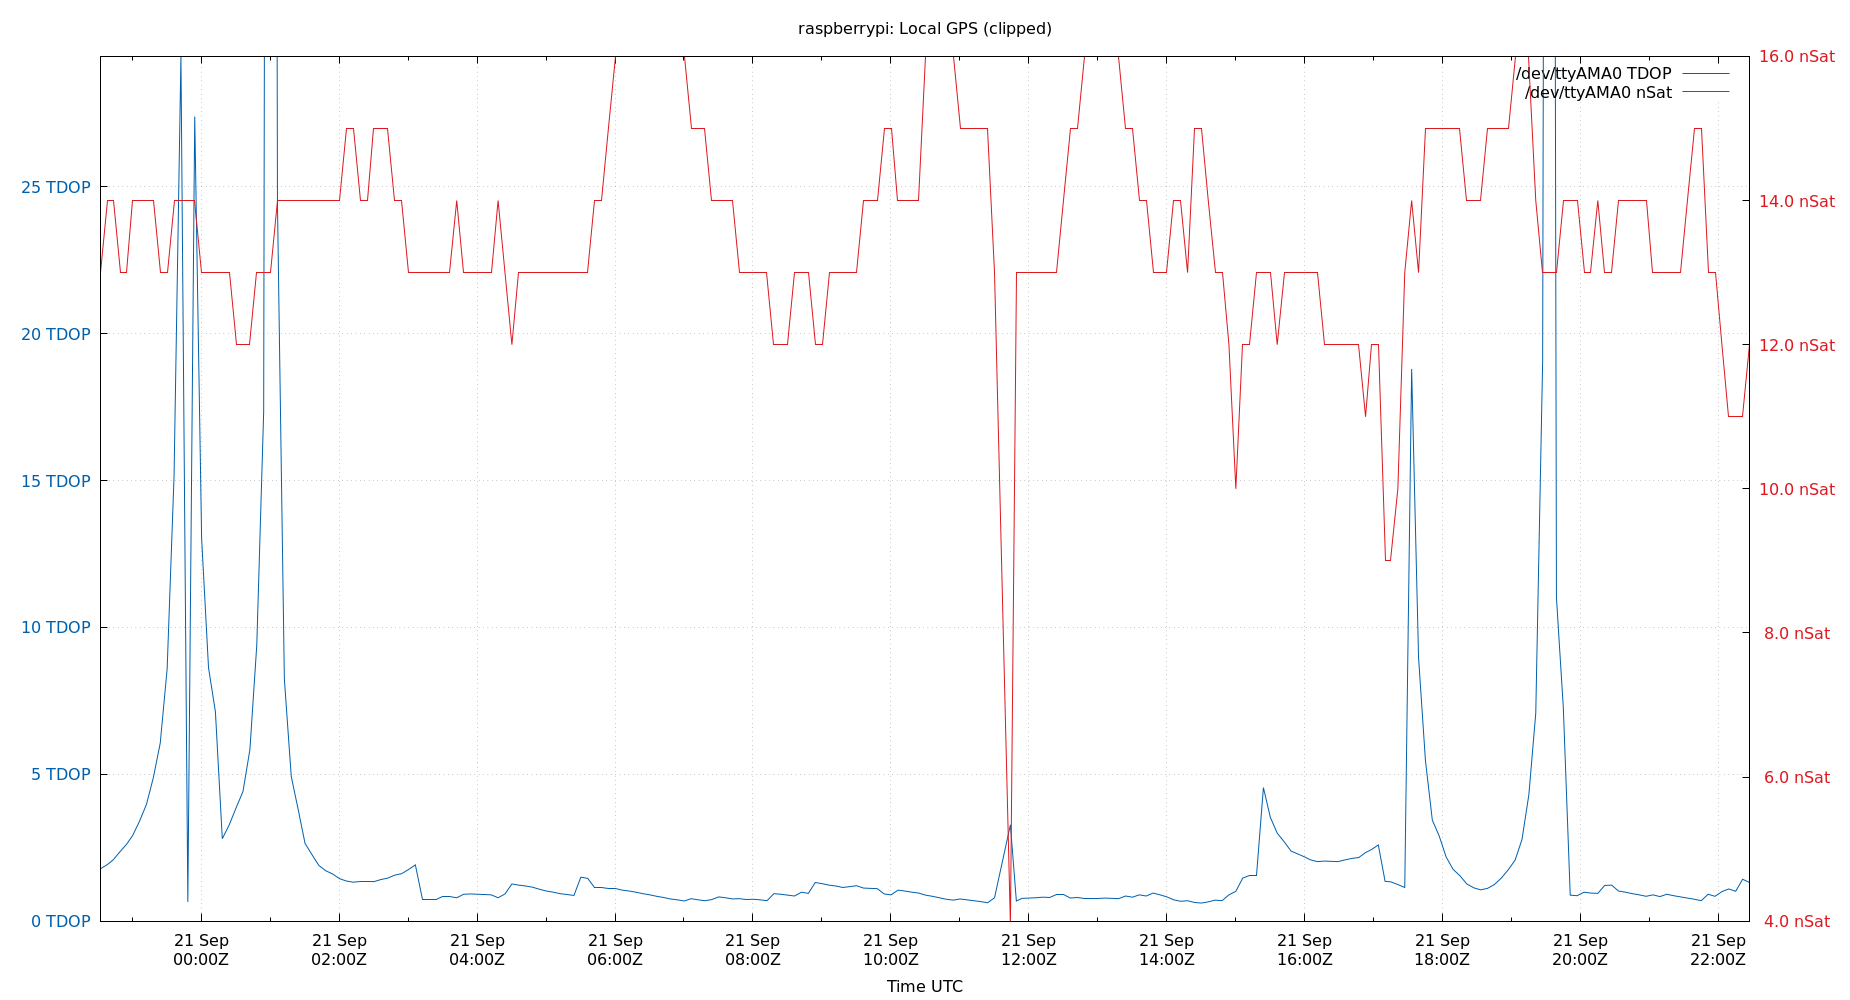 raspberrypi: Local GPS (clipped)
/dev/ttyAMA0 TDOP
/dev/ttyAMA0 nSat
25 TDOP
20 TDOP
15 TDOP
10 TDOP
5 TDOP
0 TDOP
16.0 nSat
14.0 nSat
12.0 nSat
10.0 nSat
8.0 nSat
6.0 nSat
4.0 nSat
21 Sep
00:00Z
21 Sep
02:00Z
21 Sep
04:00Z
21 Sep
06:00Z
21 Sep
08:00Z
21 Sep
10:00Z
21 Sep
12:00Z
21 Sep
14:00Z
21 Sep
16:00Z
21 Sep
18:00Z
21 Sep
20:00Z
21 Sep
22:00Z
Time UTC